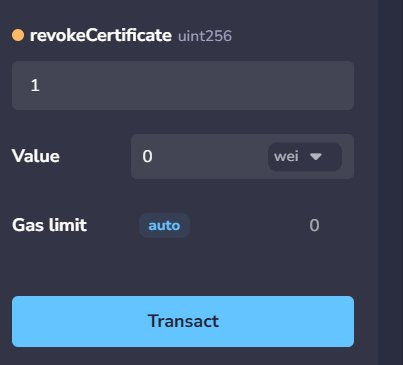 revokeCertificate uint256
1
Value 0 wei
Gas limit auto 0
Transact